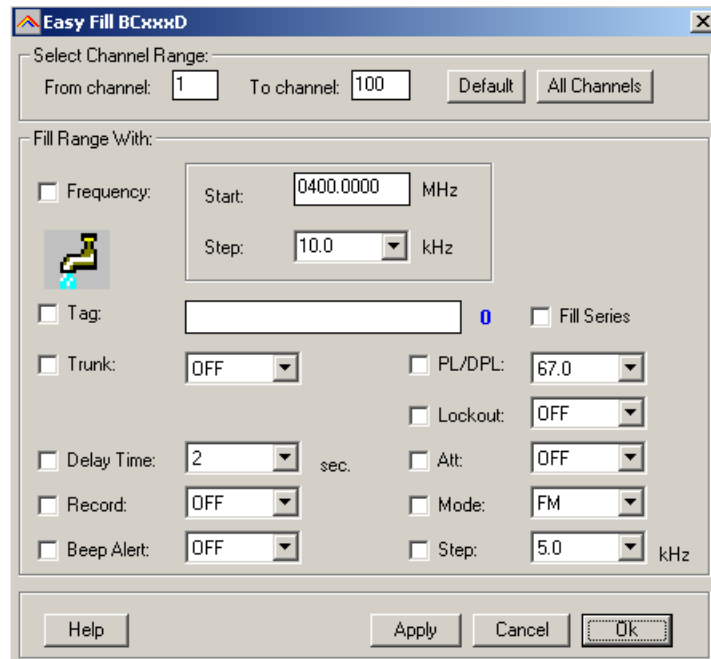 Easy Fill BCxxxD
Select Channel Range:
From channel: 1 To channel: 100 Default All Channels
Fill Range With:
Frequency: Start: 0400.0000 MHz
Step: 10.0 kHz
Tag: 0 Fill Series
Trunk: OFF PL/DPL: 67.0
Lockout: OFF
Delay Time: 2 sec. Att: OFF
Record: OFF Mode: FM
Beep Alert: OFF Step: 5.0 kHz
Help Apply Cancel Ok